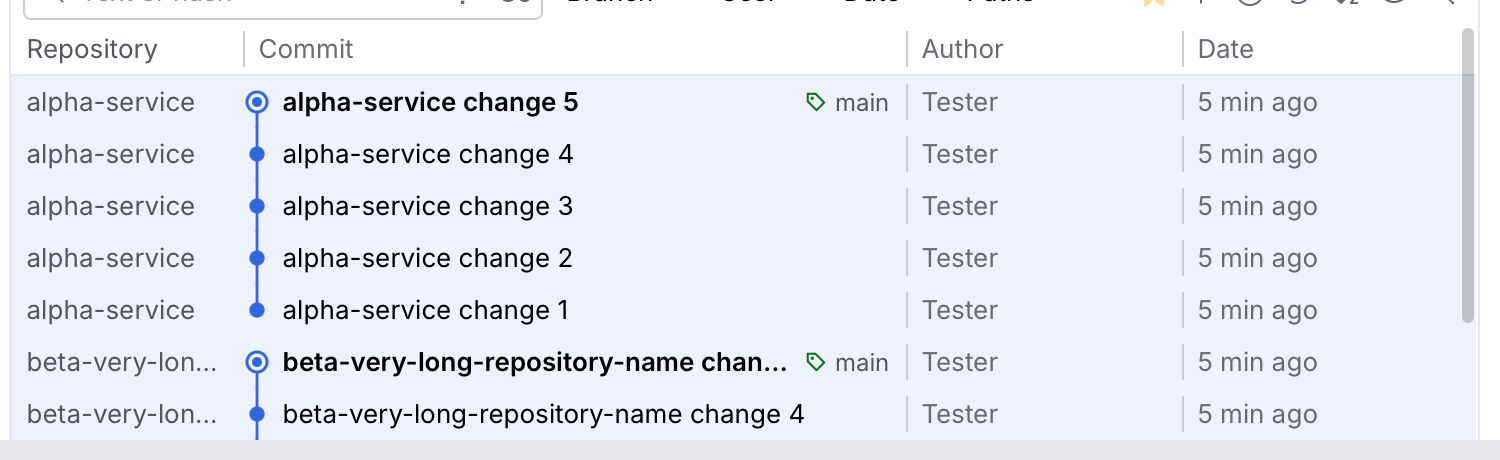 Repository Commit Author Date
alpha-service alpha-service change 5 main Tester 5 min ago
alpha-service alpha-service change 4 Tester 5 min ago
alpha-service alpha-service change 3 Tester 5 min ago
alpha-service alpha-service change 2 Tester 5 min ago
alpha-service alpha-service change 1 Tester 5 min ago
beta-very-lon... beta-very-long-repository-name chan... main Tester 5 min ago
beta-very-lon... beta-very-long-repository-name change 4 Tester 5 min ago